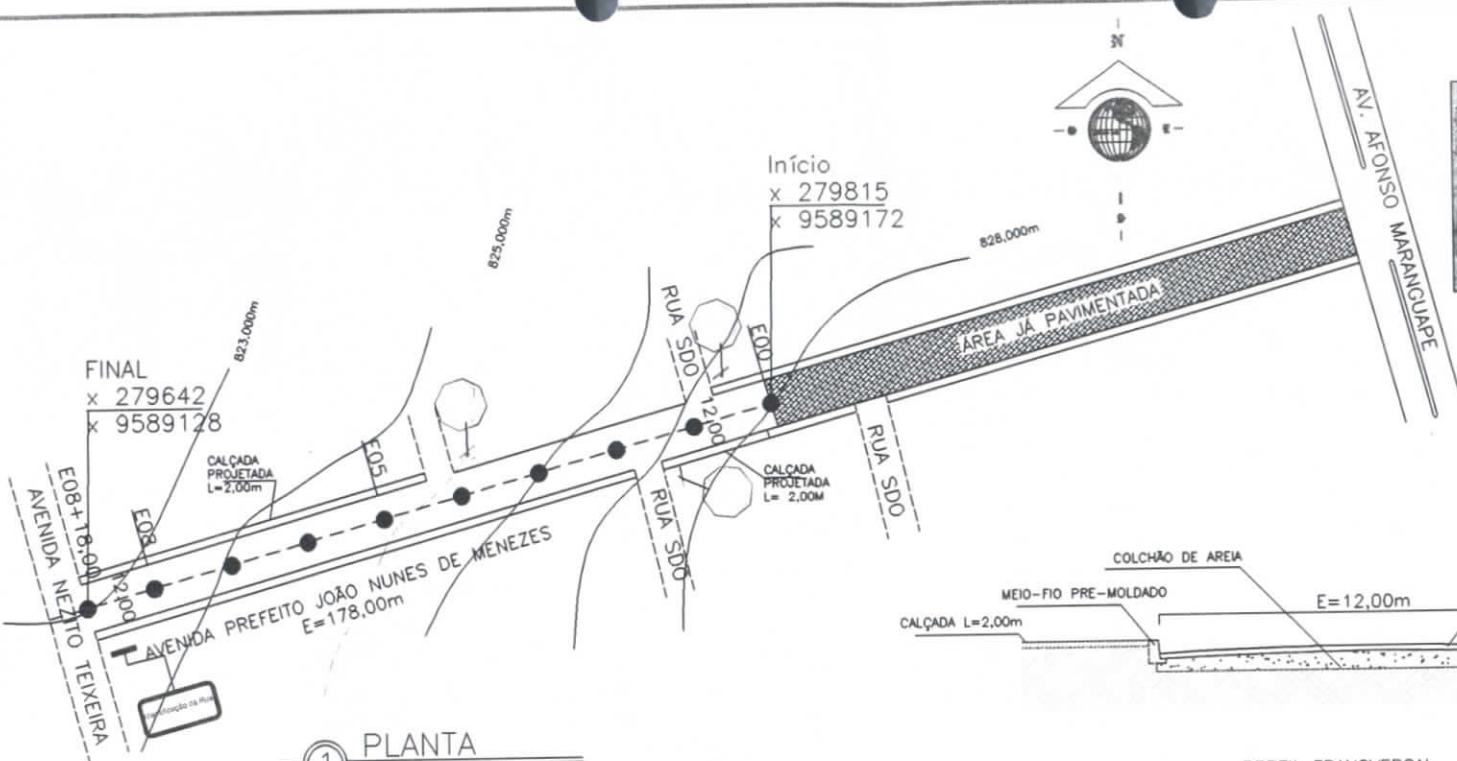 N
E
AV. AFONSO MARANGUAPE
Início
x 279815
x 9589172
828,000m
825,000m
823,000m
ÁREA JÁ PAVIMENTADA
RUA SDO
E00
12,00
FINAL
x 279642
x 9589128
CALÇADA
PROJETADA
L=2,00m
E05
E08
E08+18,00
12,00
AVENIDA NEZITO TEIXEIRA
CALÇADA
PROJETADA
L= 2,00M
RUA SDO
RUA SDO
AVENIDA PREFEITO JOÃO NUNES DE MENEZES
E=178,00m
Identificação da Rua
COLCHÃO DE AREIA
MEIO-FIO PRE-MOLDADO
E=12,00m
CALÇADA L=2,00m
1 PLANTA